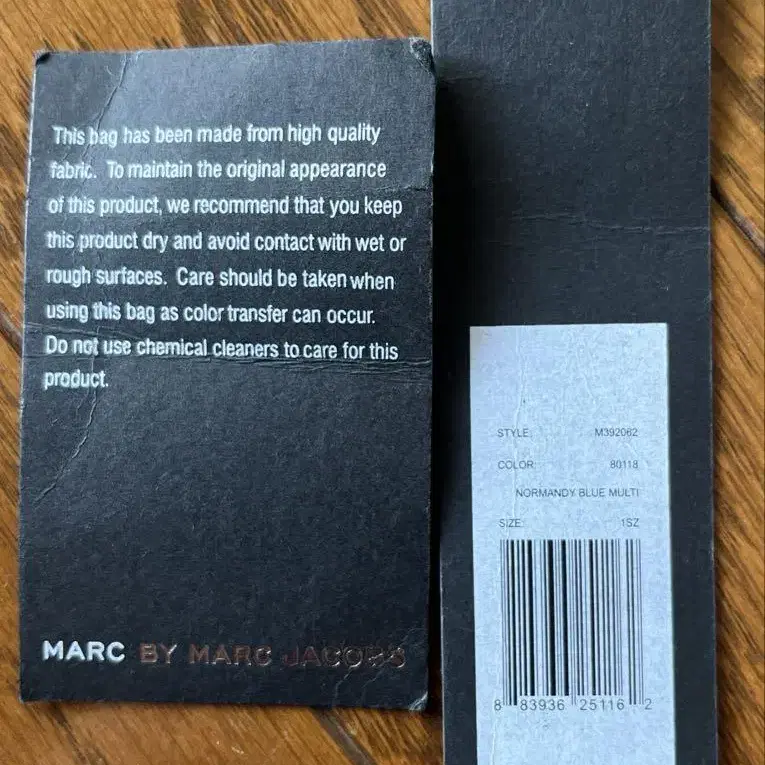 This bag has been made from high quality
fabric. To maintain the original appearance
of this product, we recommend that you keep
this product dry and avoid contact with wet or
rough surfaces. Care should be taken when
using this bag as color transfer can occur.
Do not use chemical cleaners to care for this
product.
MARC BY MARC JACOBS
STYLE: M392062
COLOR: 80118
NORMANDY BLUE MULTI
SIZE: 1SZ
8 83936 25116 2